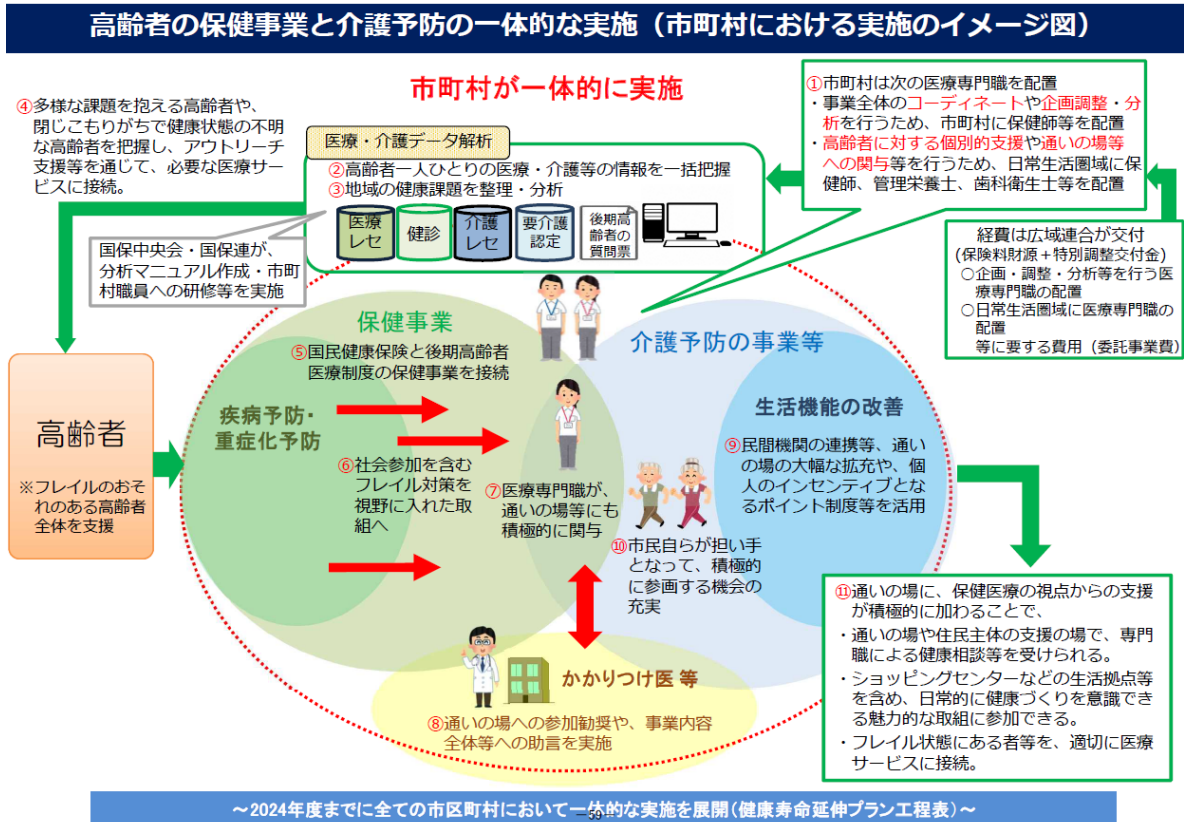 高齢者の保健事業と介護予防の一体的な実施（市町村における実施のイメージ図）
市町村が一体的に実施
①市町村は次の医療専門職を配置
・事業全体のコーディネートや企画調整・分
析を行うため、市町村に保健師等を配置
・高齢者に対する個別的支援や通いの場等
への関与等を行うため、日常生活圏域に保
健師、管理栄養士、歯科衛生士等を配置
④多様な課題を抱える高齢者や、
閉じこもりがちで健康状態の不明
な高齢者を把握し、アウトリーチ
支援等を通じて、必要な医療サー
ビスに接続。
医療・介護データ解析
②高齢者一人ひとりの医療・介護等の情報を一括把握
③地域の健康課題を整理・分析
医療
レセ
健診
介護
レセ
要介護
認定
後期高
齢者の
質問票
国保中央会・国保連が、
分析マニュアル作成・市町
村職員への研修等を実施
経費は広域連合が交付
(保険料財源＋特別調整交付金)
○企画・調整・分析等を行う医
療専門職の配置
○日常生活圏域に医療専門職の
配置
等に要する費用（委託事業費）
保健事業
⑤国民健康保険と後期高齢者
医療制度の保健事業を接続
介護予防の事業等
高齢者
※フレイルのおそ
れのある高齢者
全体を支援
疾病予防・
重症化予防
⑥社会参加を含む
フレイル対策を
視野に入れた取
組へ
⑦医療専門職が、
通いの場等にも
積極的に関与
生活機能の改善
⑨民間機関の連携等、通い
の場の大幅な拡充や、個
人のインセンティブとな
るポイント制度等を活用
⑩市民自らが担い手
となって、積極的
に参画する機会の
充実
かかりつけ医 等
⑧通いの場への参加勧奨や、事業内容
全体等への助言を実施
⑪通いの場に、保健医療の視点からの支援
が積極的に加わることで、
・通いの場や住民主体の支援の場で、専門
職による健康相談等を受けられる。
・ショッピングセンターなどの生活拠点等
を含め、日常的に健康づくりを意識でき
る魅力的な取組に参加できる。
・フレイル状態にある者等を、適切に医療
サービスに接続。
～2024年度までに全ての市区町村において一体的な実施を展開(健康寿命延伸プラン工程表)～
―59―